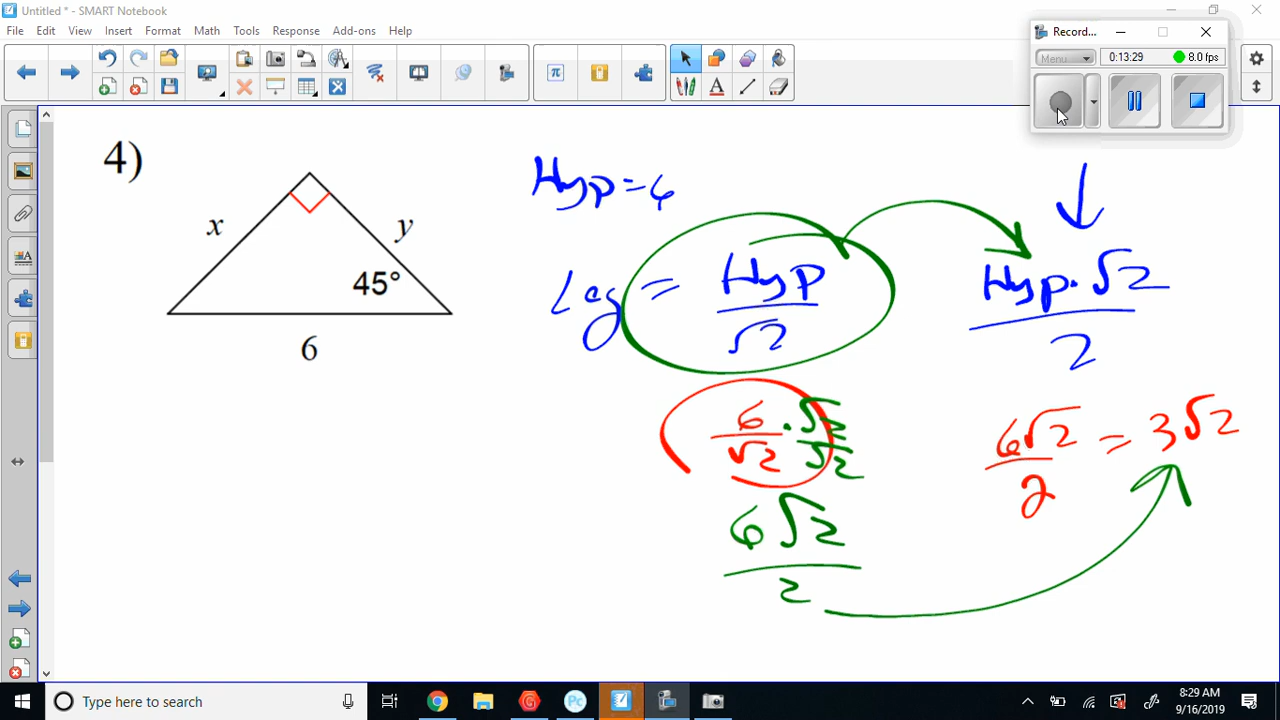 Untitled * - SMART Notebook
File Edit View Insert Format Math Tools Response Add-ons Help
Record...
Menu
0:13:29
8.0 fps
4)
x
y
45°
6
Hyp = 6
Leg = Hyp / √2
Hyp · √2 / 2
6 / √2 · √2 / √2
6√2 / 2 = 3√2
6√2 / 2
Type here to search
8:29 AM
9/16/2019